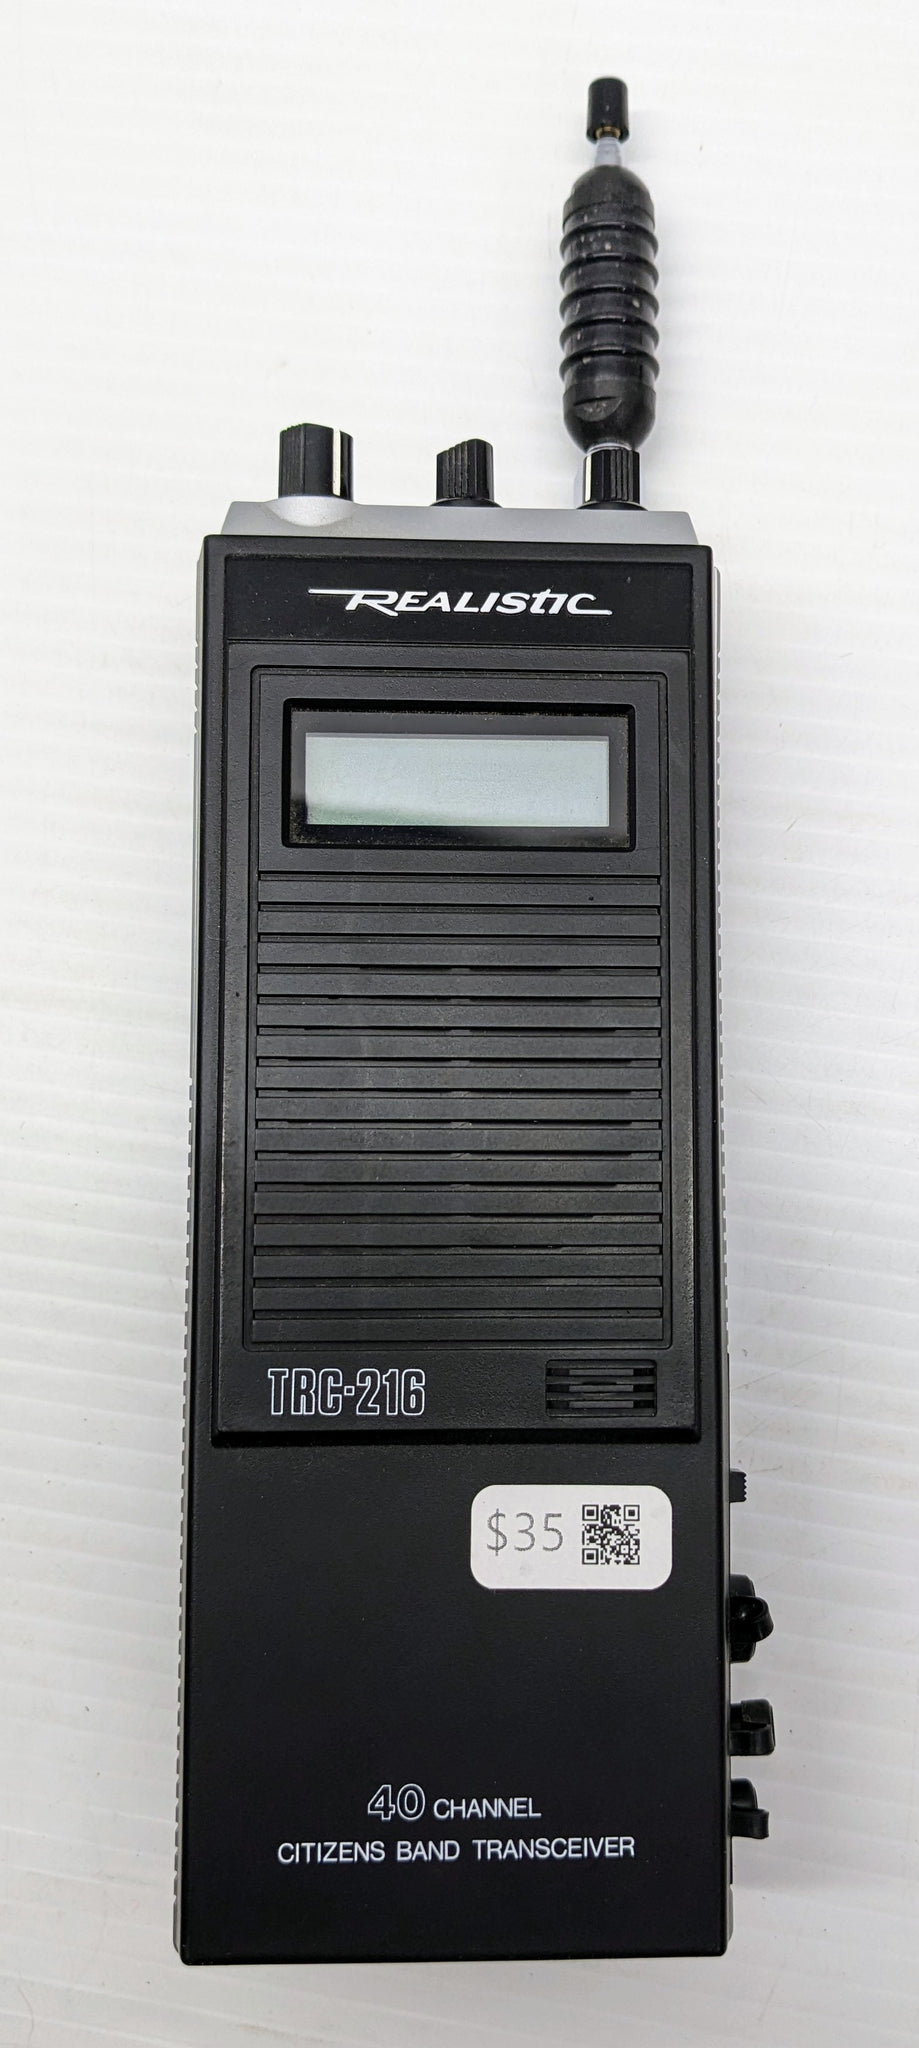 REALISTIC
TRC-216
$35
40 CHANNEL
CITIZENS BAND TRANSCEIVER